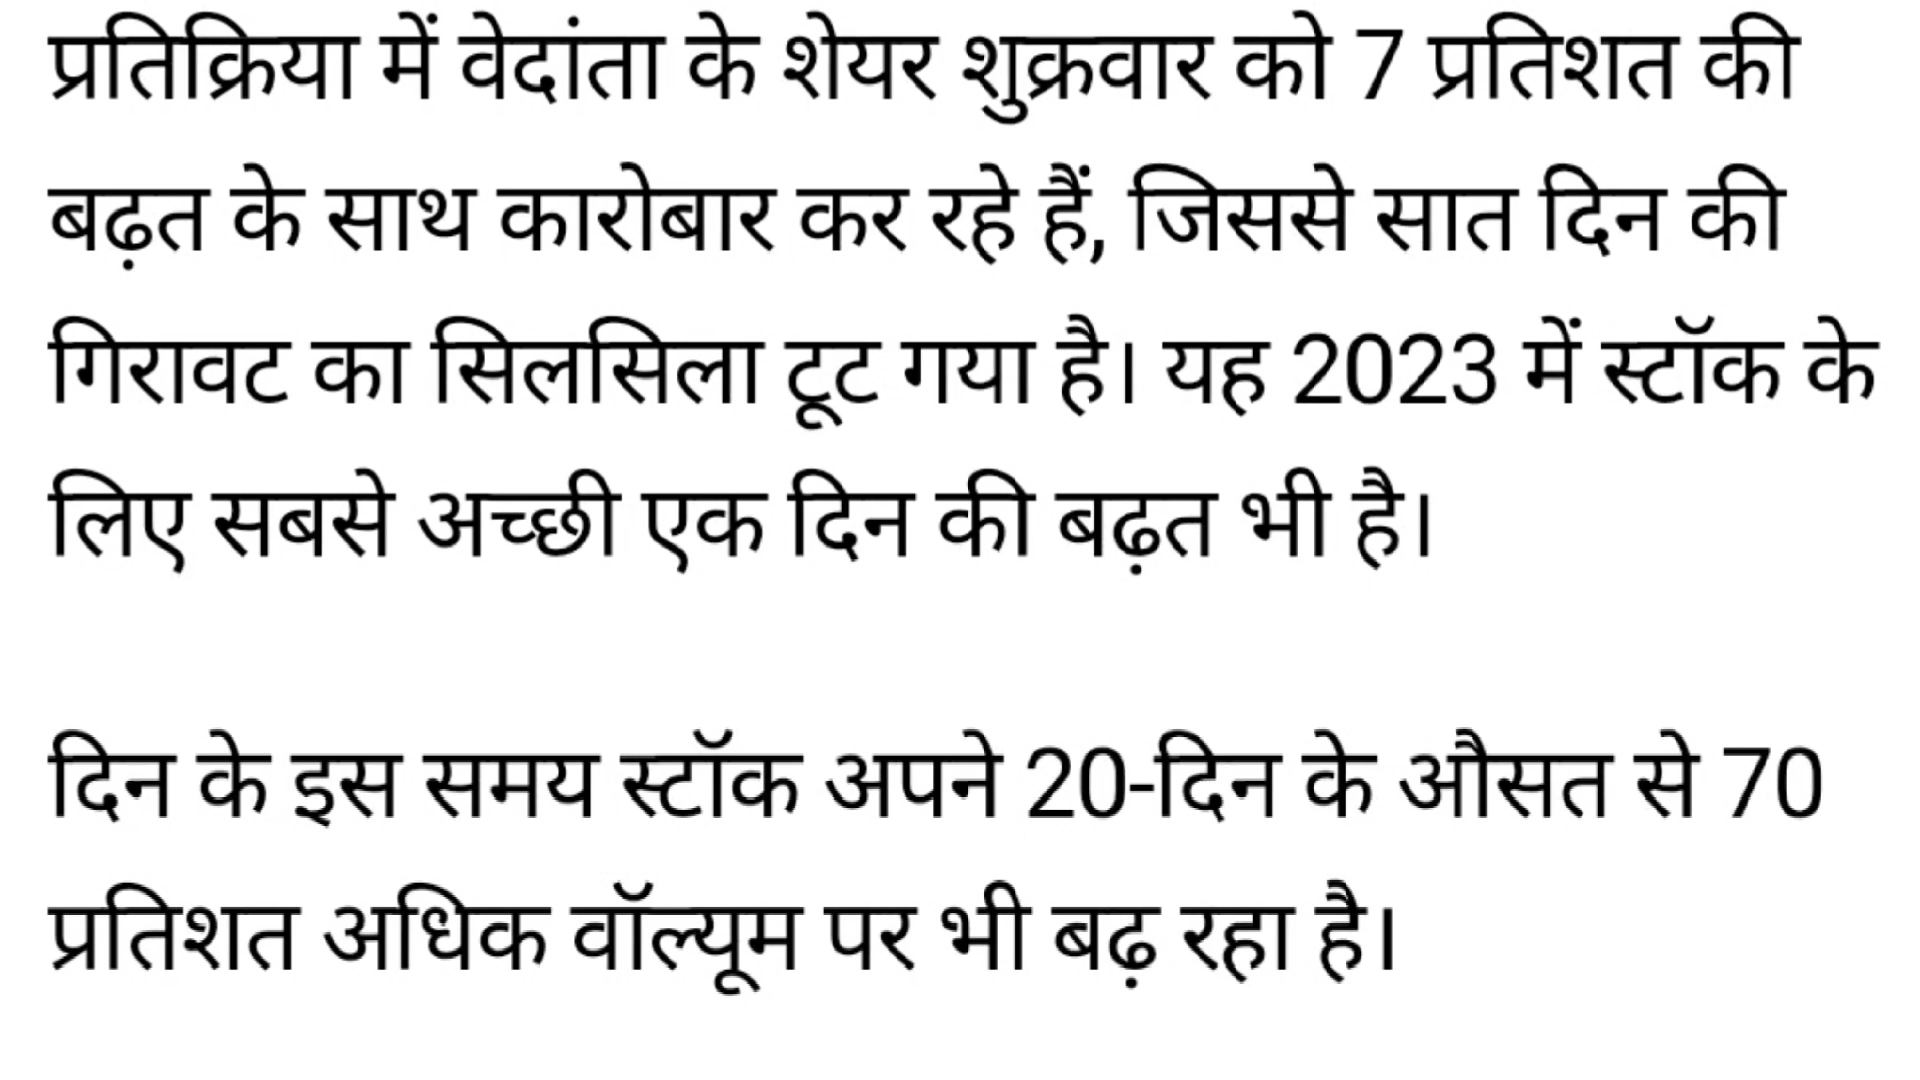 प्रतिक्रिया में वेदांता के शेयर शुक्रवार को 7 प्रतिशत की
बढ़त के साथ कारोबार कर रहे हैं, जिससे सात दिन की
गिरावट का सिलसिला टूट गया है। यह 2023 में स्टॉक के
लिए सबसे अच्छी एक दिन की बढ़त भी है।
दिन के इस समय स्टॉक अपने 20-दिन के औसत से 70
प्रतिशत अधिक वॉल्यूम पर भी बढ़ रहा है।